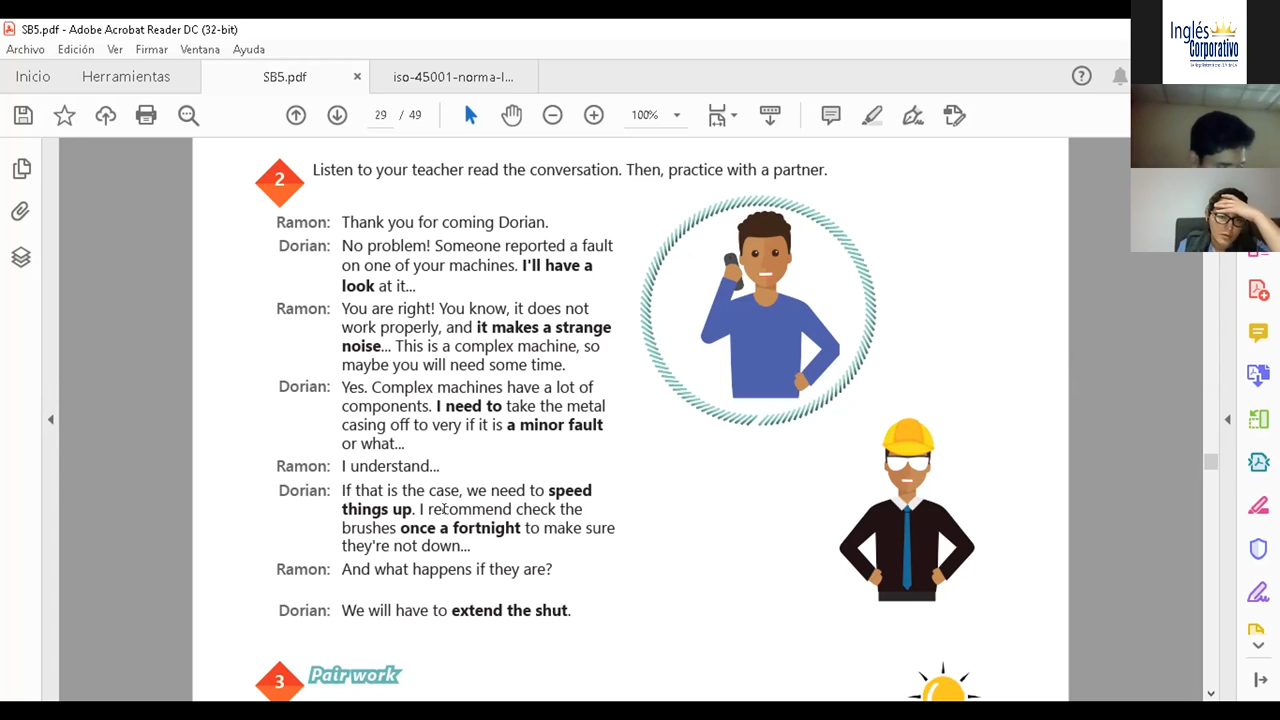 SB5.pdf - Adobe Acrobat Reader DC (32-bit)
Archivo Edición Ver Firmar Ventana Ayuda
Inicio Herramientas SB5.pdf × iso-45001-norma-i...
29 / 49 100%
Inglés
Corporativo
2 Listen to your teacher read the conversation. Then, practice with a partner.
Ramon: Thank you for coming Dorian.
Dorian: No problem! Someone reported a fault
on one of your machines. I'll have a
look at it...
Ramon: You are right! You know, it does not
work properly, and it makes a strange
noise... This is a complex machine, so
maybe you will need some time.
Dorian: Yes. Complex machines have a lot of
components. I need to take the metal
casing off to very if it is a minor fault
or what...
Ramon: I understand...
Dorian: If that is the case, we need to speed
things up. I recommend check the
brushes once a fortnight to make sure
they're not down...
Ramon: And what happens if they are?
Dorian: We will have to extend the shut.
3 Pair work